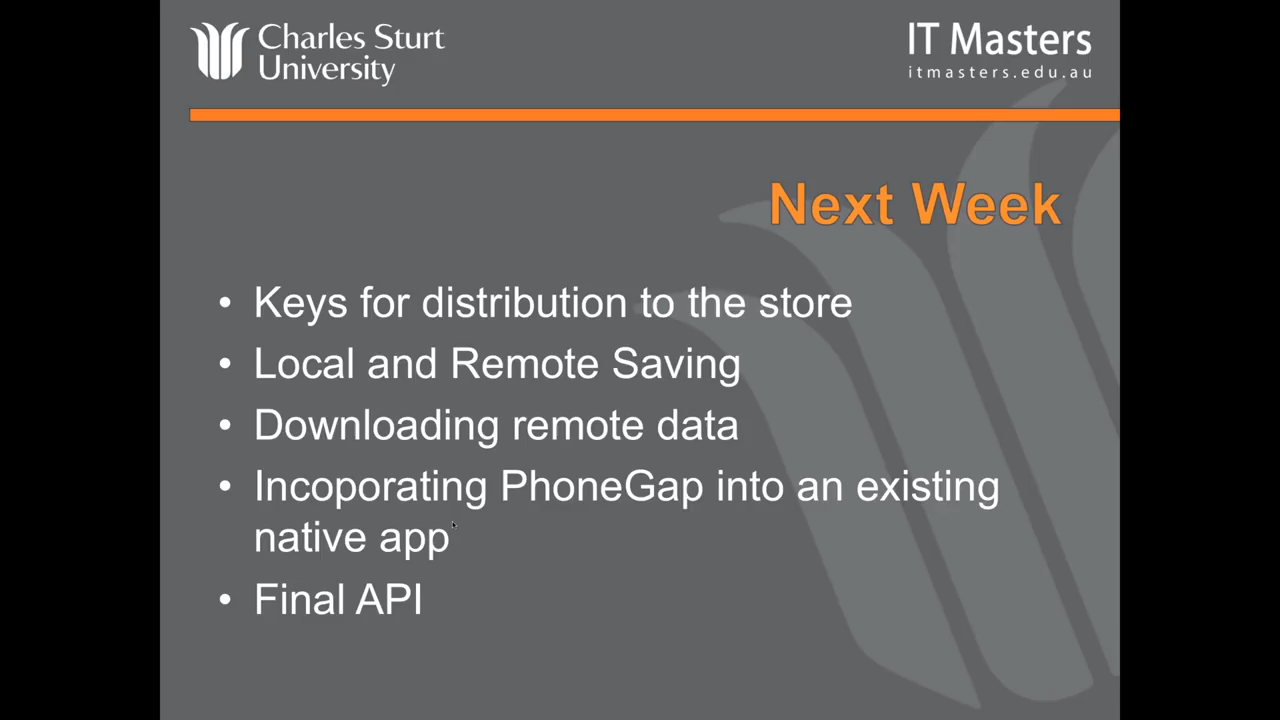 Charles Sturt
University
IT Masters
itmasters.edu.au
Next Week
• Keys for distribution to the store
• Local and Remote Saving
• Downloading remote data
• Incoporating PhoneGap into an existing
native app
• Final API